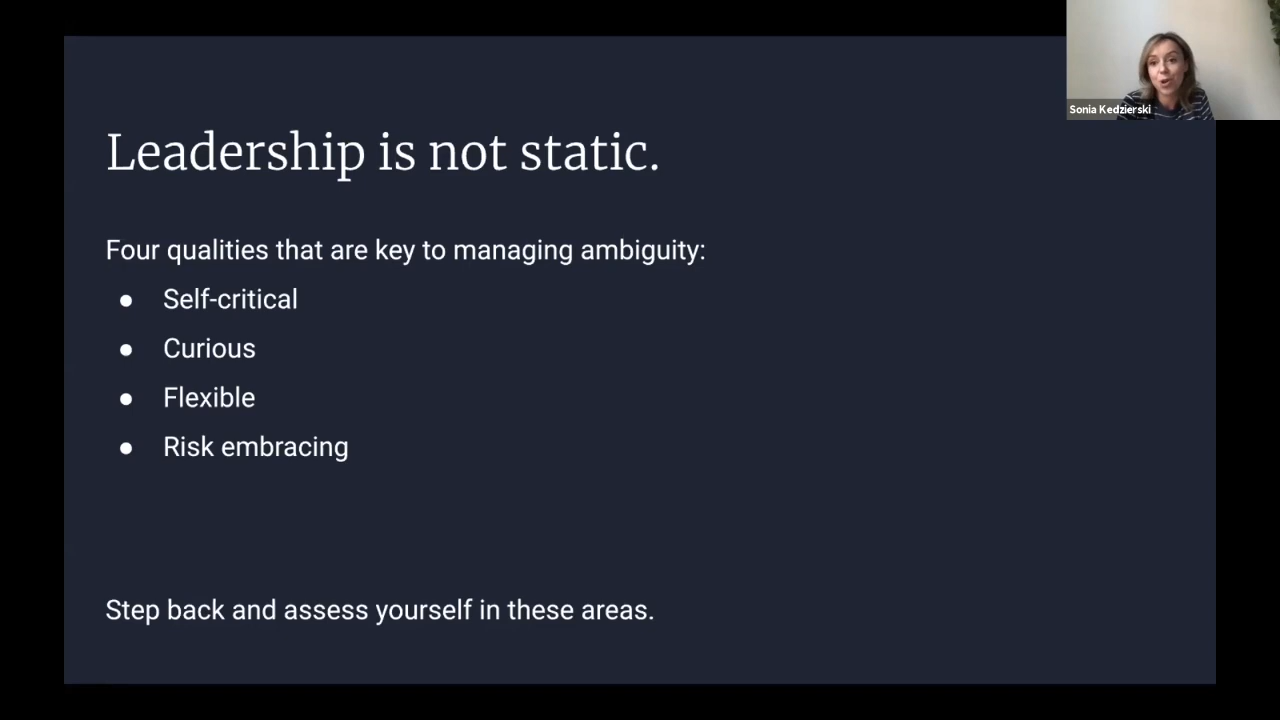 Leadership is not static.
Four qualities that are key to managing ambiguity:
● Self-critical
● Curious
● Flexible
● Risk embracing
Step back and assess yourself in these areas.
Sonia Kedzierski